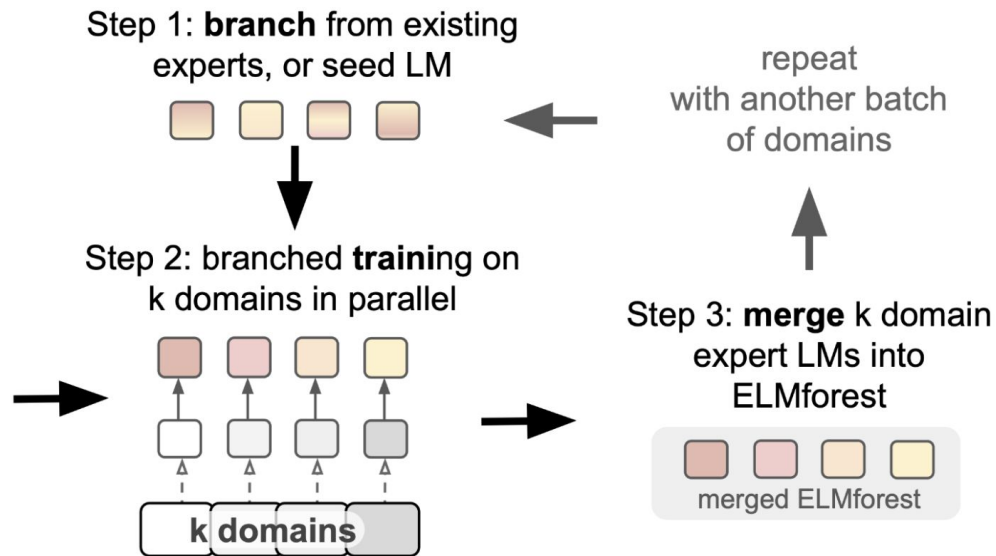 Step 1: branch from existing
experts, or seed LM
repeat
with another batch
of domains
Step 2: branched training on
k domains in parallel
k domains
Step 3: merge k domain
expert LMs into
ELMforest
merged ELMforest